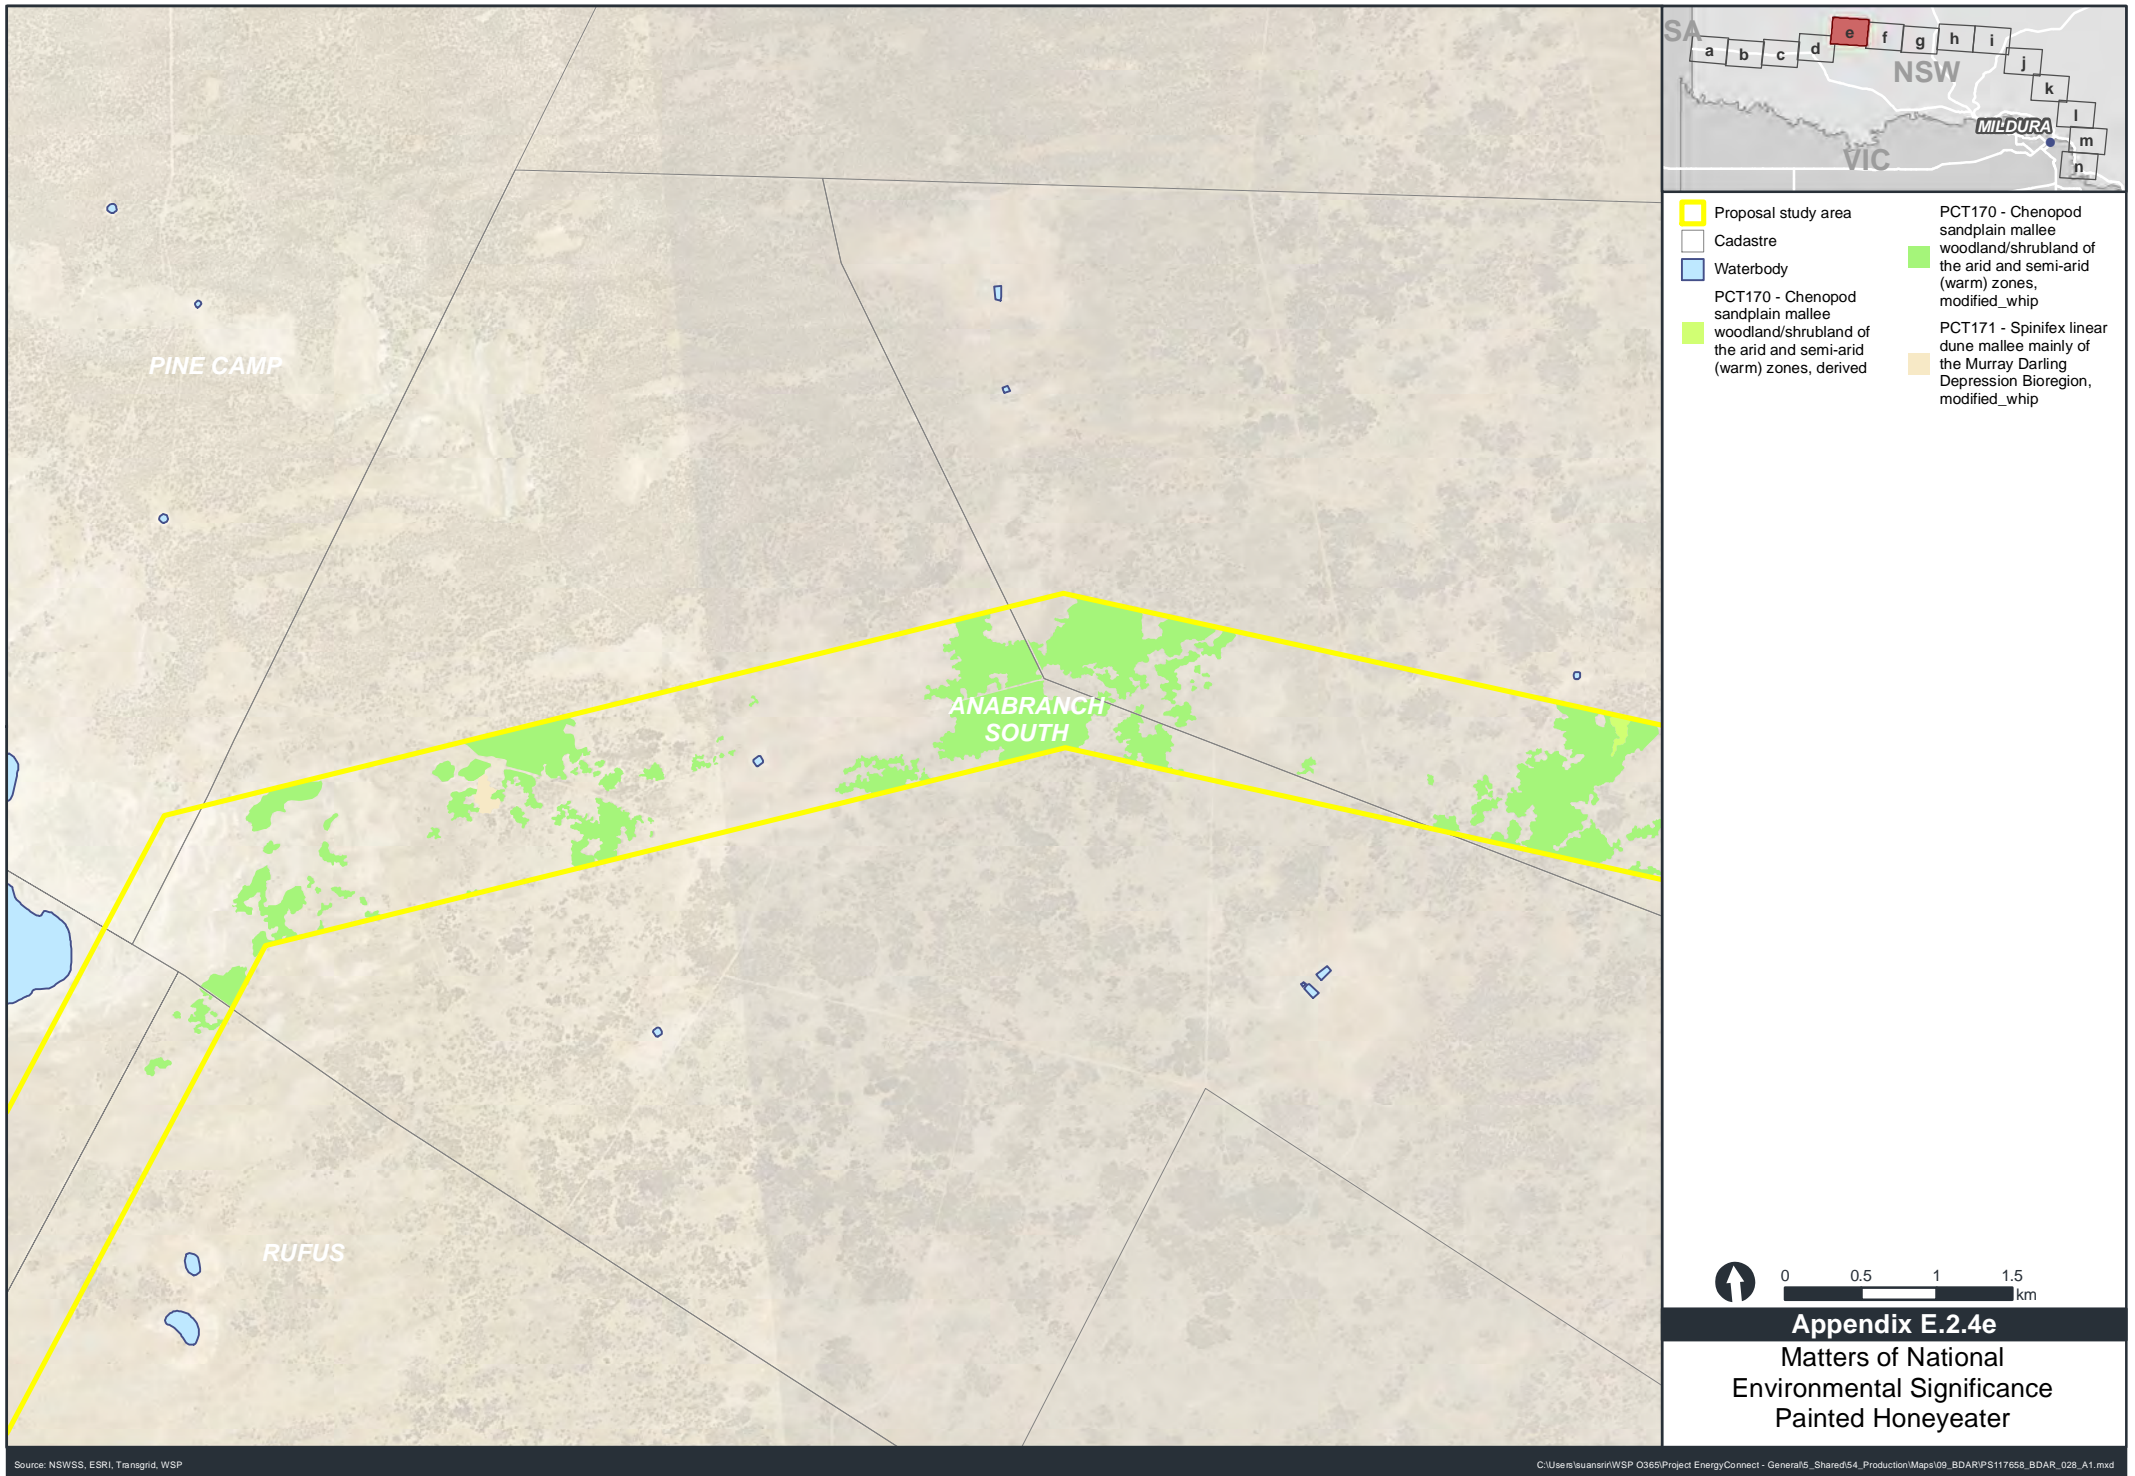 PINE CAMP
ANABRANCH
SOUTH
RUFUS
SA
a
b
c
d
e
f
g
h
i
j
k
l
m
n
NSW
MILDURA
VIC
Proposal study area
Cadastre
Waterbody
PCT170 - Chenopod
sandplain mallee
woodland/shrubland of
the arid and semi-arid
(warm) zones, derived
PCT170 - Chenopod
sandplain mallee
woodland/shrubland of
the arid and semi-arid
(warm) zones,
modified_whip
PCT171 - Spinifex linear
dune mallee mainly of
the Murray Darling
Depression Bioregion,
modified_whip
0 0.5 1 1.5
km
Appendix E.2.4e
Matters of National
Environmental Significance
Painted Honeyeater
Source: NSWSS, ESRI, Transgrid, WSP
C:\Users\suansrir\WSP O365\Project EnergyConnect - General\5_Shared\54_Production\Maps\09_BDAR\PS117658_BDAR_028_A1.mxd